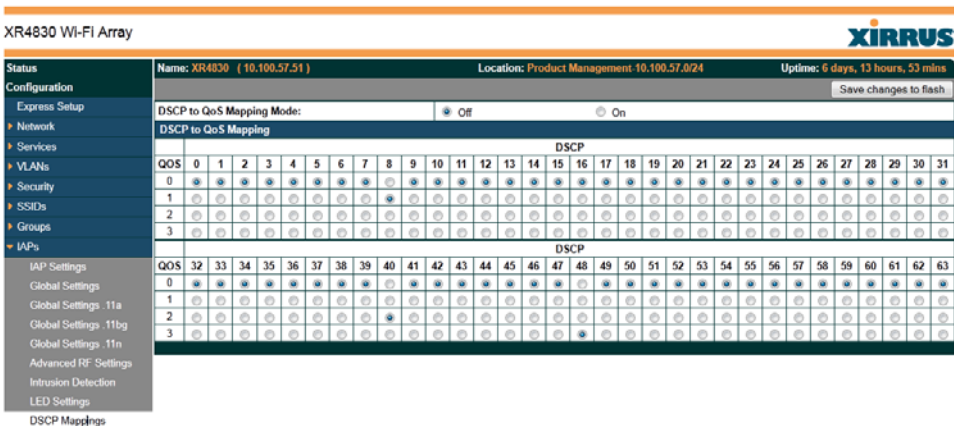 XR4830 Wi-Fi Array
XIRRUS
Status
Name: XR4830 ( 10.100.57.51 ) Location: Product Management-10.100.57.0/24 Uptime: 6 days, 13 hours, 53 mins
Configuration
Save changes to flash
Express Setup
DSCP to QoS Mapping Mode: Off On
Network
DSCP to QoS Mapping
Services
DSCP
VLANs
QOS 0 1 2 3 4 5 6 7 8 9 10 11 12 13 14 15 16 17 18 19 20 21 22 23 24 25 26 27 28 29 30 31
0
Security
1
SSIDs
2
Groups
3
IAPs
DSCP
IAP Settings
QOS 32 33 34 35 36 37 38 39 40 41 42 43 44 45 46 47 48 49 50 51 52 53 54 55 56 57 58 59 60 61 62 63
Global Settings
0
Global Settings .11a
1
Global Settings .11bg
2
Global Settings .11n
3
Advanced RF Settings
Intrusion Detection
LED Settings
DSCP Mappings